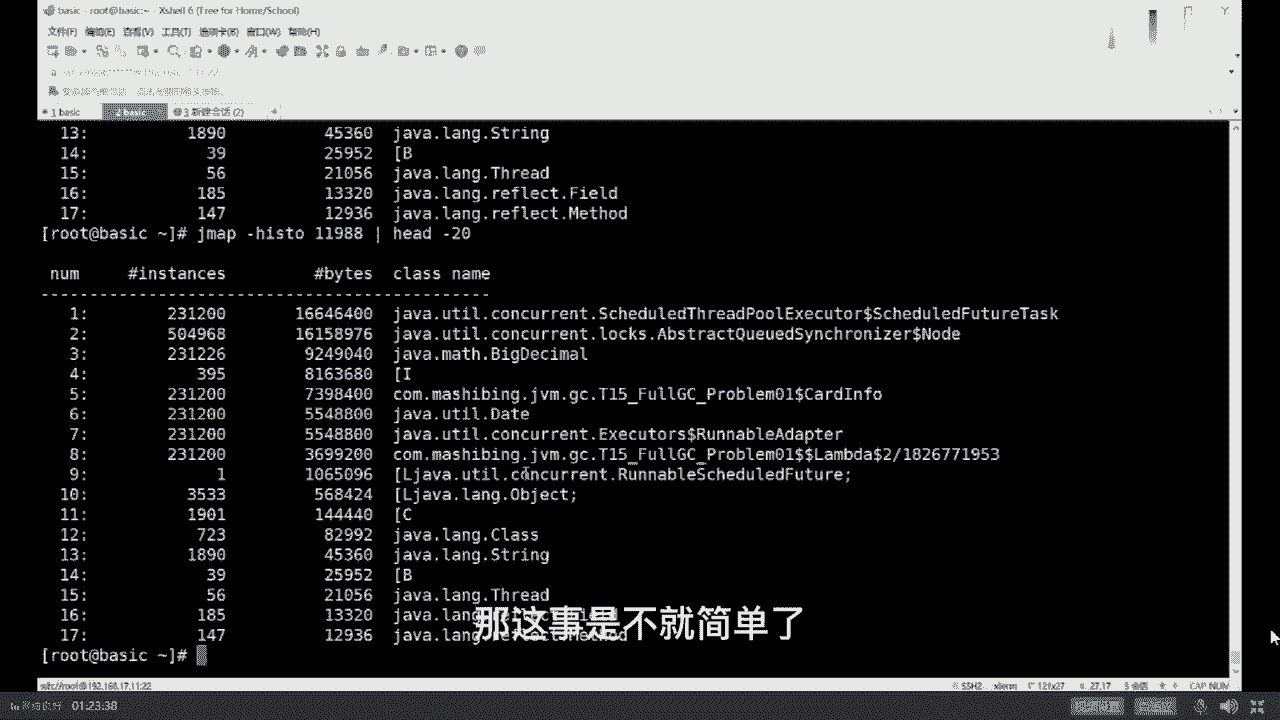 basic - root@basic:~ - Xshell 6 (Free for Home/School)
文件(F) 编辑(E) 查看(V) 工具(T) 选项卡(B) 窗口(W) 帮助(H)
1 basic 2 basic 3 新建会话 (2) +
13: 1890 45360 java.lang.String
14: 39 25952 [B
15: 56 21056 java.lang.Thread
16: 185 13320 java.lang.reflect.Field
17: 147 12936 java.lang.reflect.Method
[root@basic ~]# jmap -histo 11988 | head -20
num #instances #bytes class name
----------------------------------------------
1: 231200 16646400 java.util.concurrent.ScheduledThreadPoolExecutor$ScheduledFutureTask
2: 504968 16158976 java.util.concurrent.locks.AbstractQueuedSynchronizer$Node
3: 231226 9249040 java.math.BigDecimal
4: 395 8163680 [I
5: 231200 7398400 com.mashibing.jvm.gc.T15_FullGC_Problem01$CardInfo
6: 231200 5548800 java.util.Date
7: 231200 5548800 java.util.concurrent.Executors$RunnableAdapter
8: 231200 3699200 com.mashibing.jvm.gc.T15_FullGC_Problem01$$Lambda$2/1826771953
9: 1 1065096 [Ljava.util.concurrent.RunnableScheduledFuture;
10: 3533 568424 [Ljava.lang.Object;
11: 1901 144440 [C
12: 723 82992 java.lang.Class
13: 1890 45360 java.lang.String
14: 39 25952 [B
15: 56 21056 java.lang.Thread
16: 185 13320 java.lang
17: 147 12936 java.lang
那这事是不就简单了
[root@basic ~]#
ssh://root@192.168.17.11:22 SSH2 xterm 121x27 27,17 3 会话 CAP NUM
01:23:38